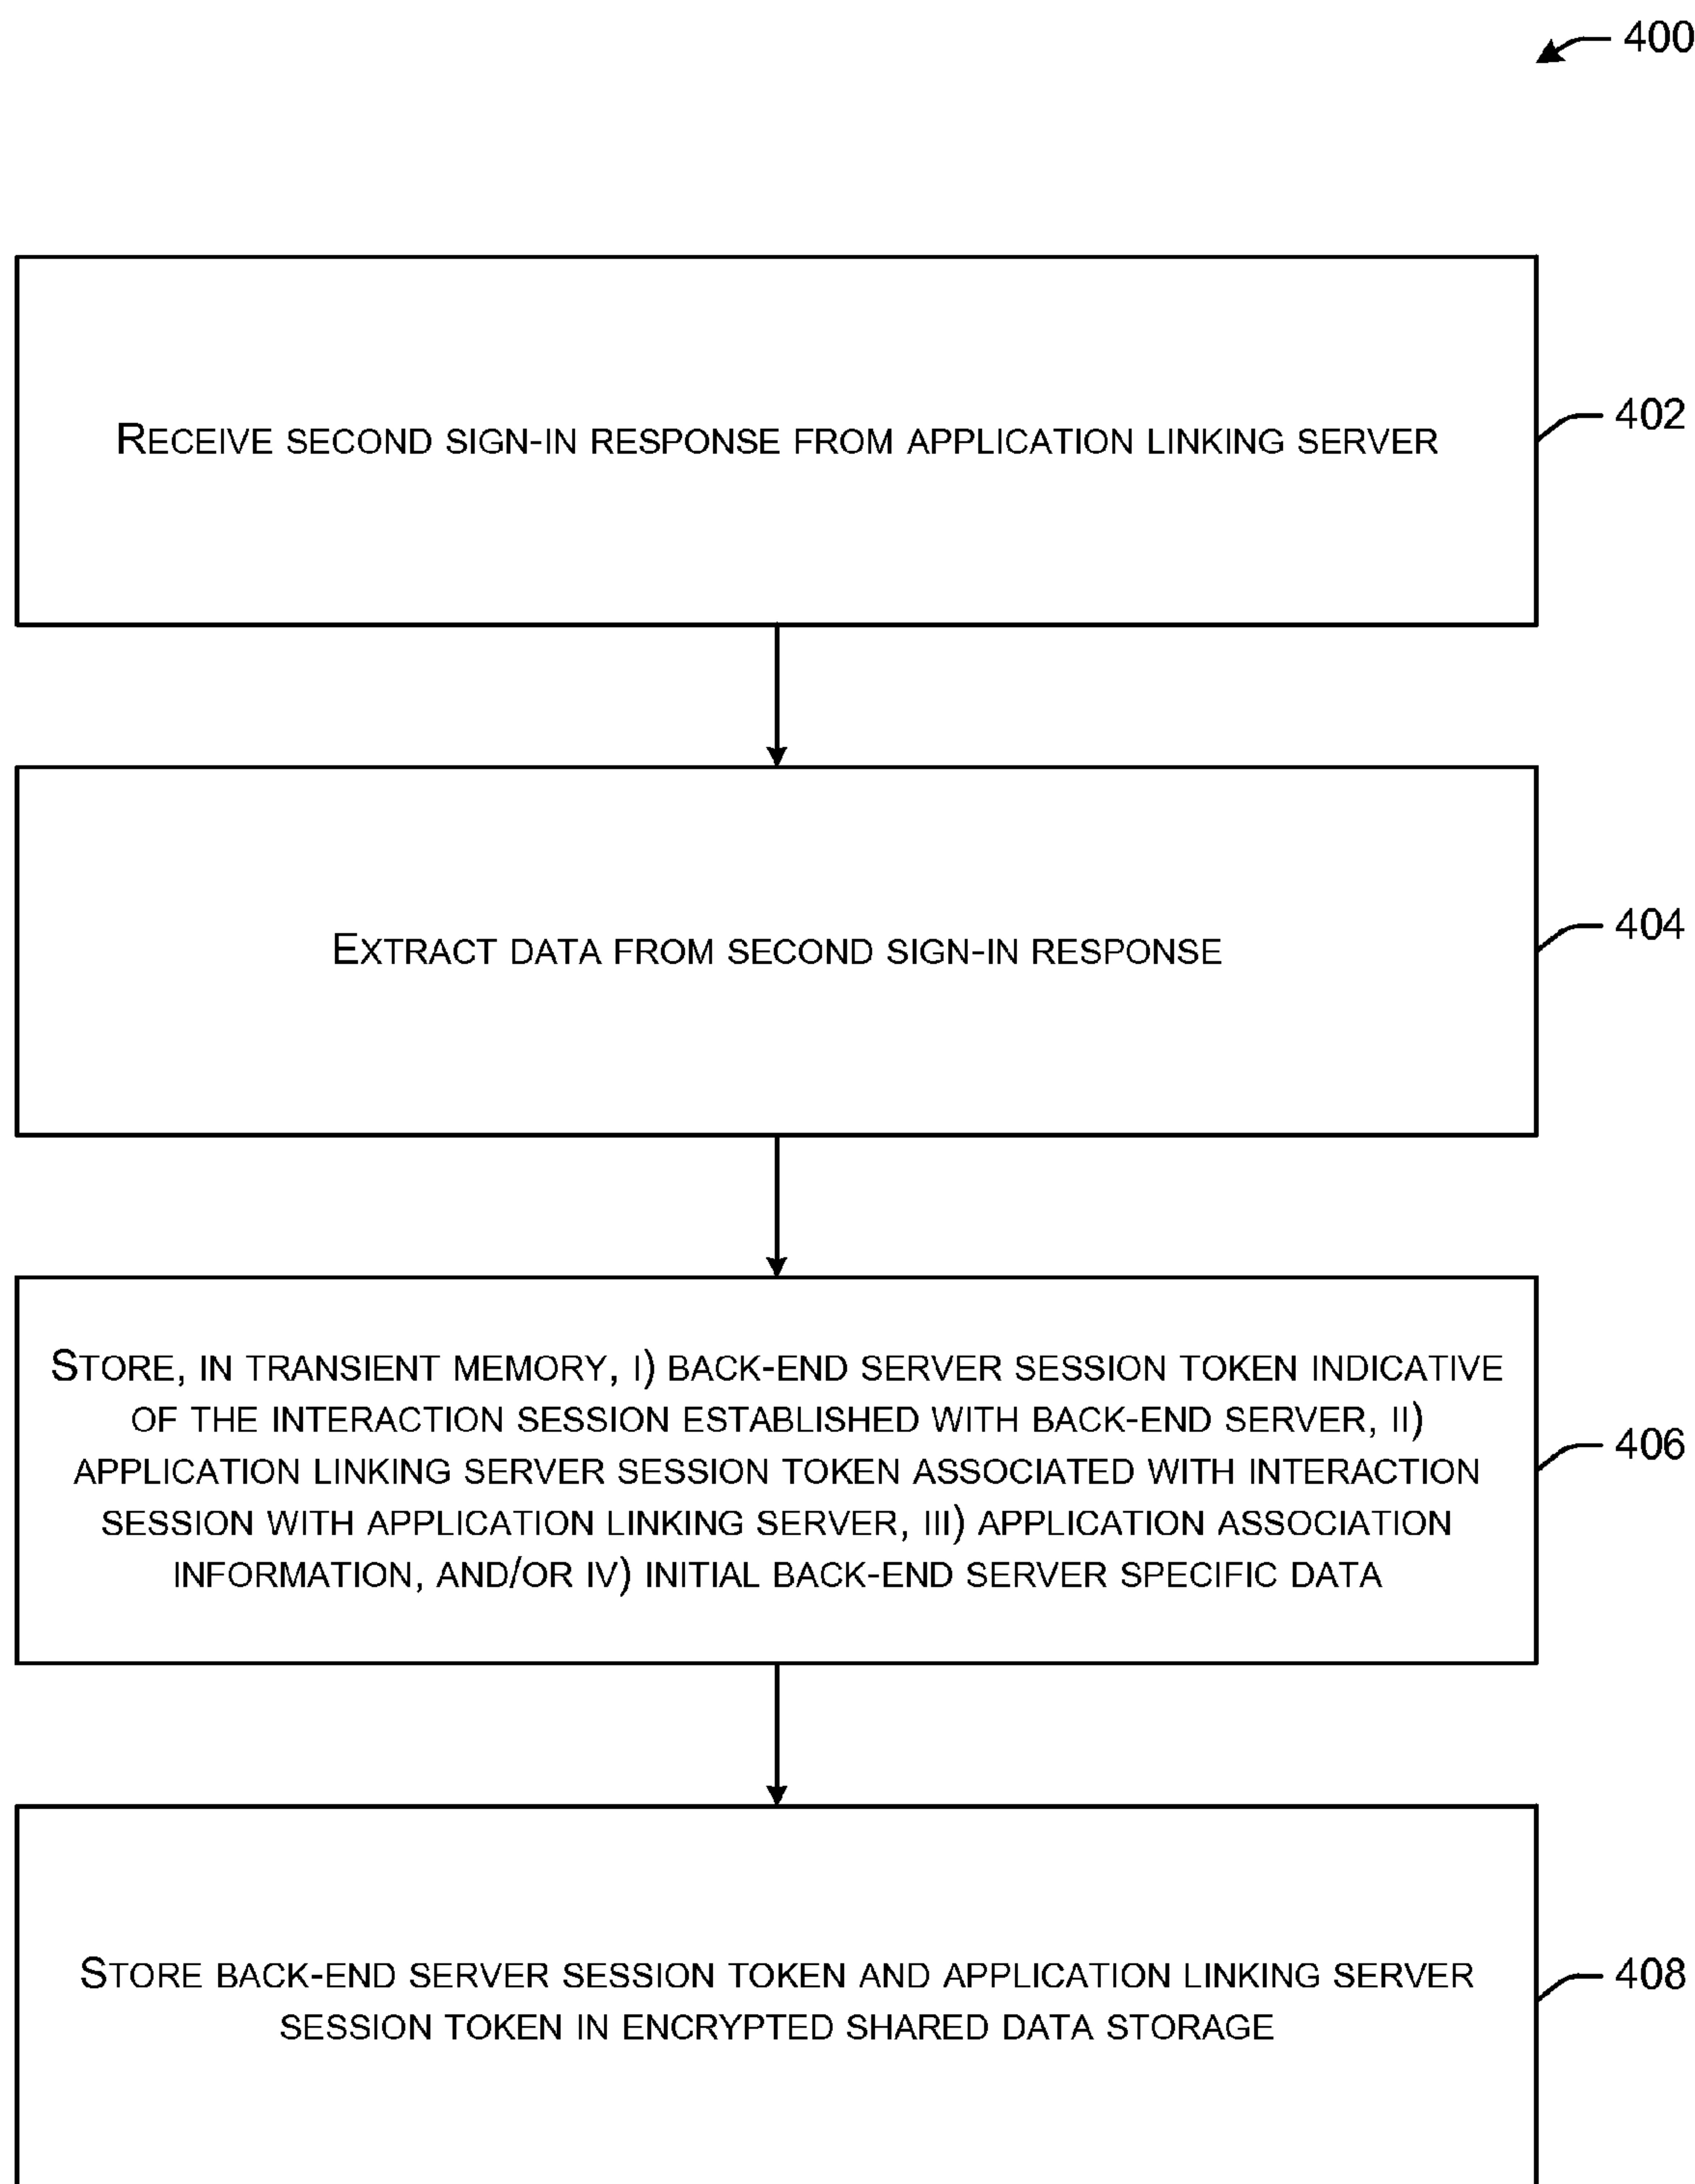 400
RECEIVE SECOND SIGN-IN RESPONSE FROM APPLICATION LINKING SERVER
402
EXTRACT DATA FROM SECOND SIGN-IN RESPONSE
404
STORE, IN TRANSIENT MEMORY, I) BACK-END SERVER SESSION TOKEN INDICATIVE
OF THE INTERACTION SESSION ESTABLISHED WITH BACK-END SERVER, II)
APPLICATION LINKING SERVER SESSION TOKEN ASSOCIATED WITH INTERACTION
SESSION WITH APPLICATION LINKING SERVER, III) APPLICATION ASSOCIATION
INFORMATION, AND/OR IV) INITIAL BACK-END SERVER SPECIFIC DATA
406
STORE BACK-END SERVER SESSION TOKEN AND APPLICATION LINKING SERVER
SESSION TOKEN IN ENCRYPTED SHARED DATA STORAGE
408